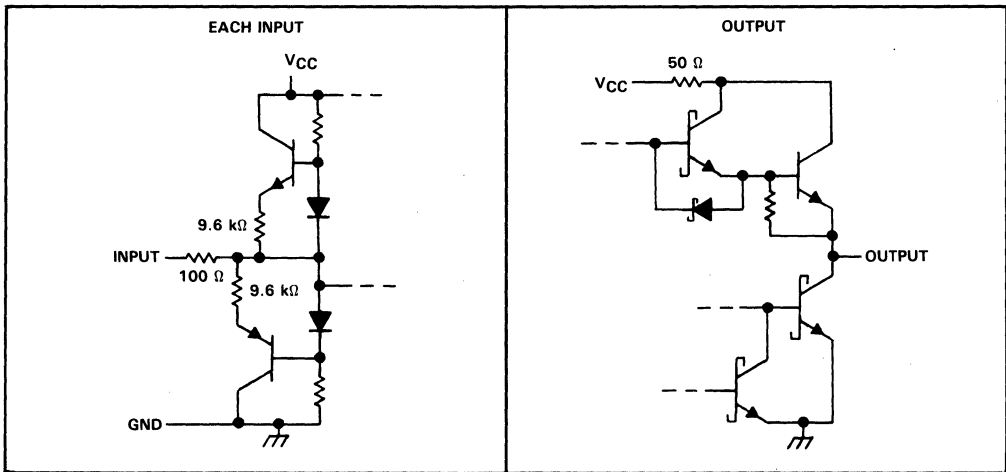 EACH INPUT
VCC
9.6 kΩ
INPUT
100 Ω
9.6 kΩ
GND
OUTPUT
50 Ω
VCC
OUTPUT